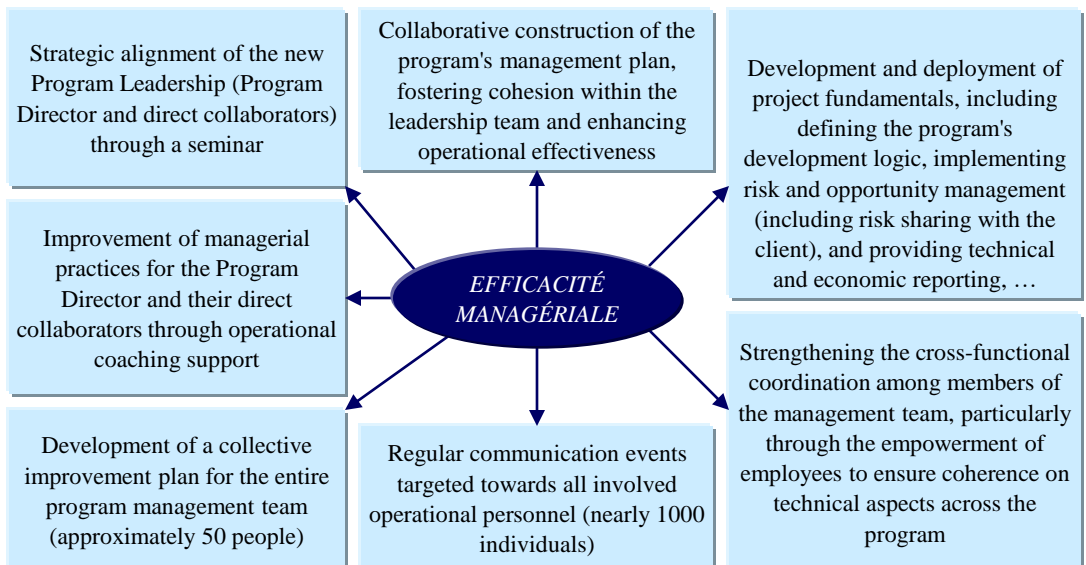 Strategic alignment of the new
Program Leadership (Program
Director and direct collaborators)
through a seminar
Collaborative construction of the
program's management plan,
fostering cohesion within the
leadership team and enhancing
operational effectiveness
Development and deployment of
project fundamentals, including
defining the program's
development logic, implementing
risk and opportunity management
(including risk sharing with the
client), and providing technical
and economic reporting, …
Improvement of managerial
practices for the Program
Director and their direct
collaborators through operational
coaching support
EFFICACITÉ
MANAGÉRIALE
Strengthening the cross-functional
coordination among members of
the management team, particularly
through the empowerment of
employees to ensure coherence on
technical aspects across the
program
Development of a collective
improvement plan for the entire
program management team
(approximately 50 people)
Regular communication events
targeted towards all involved
operational personnel (nearly 1000
individuals)